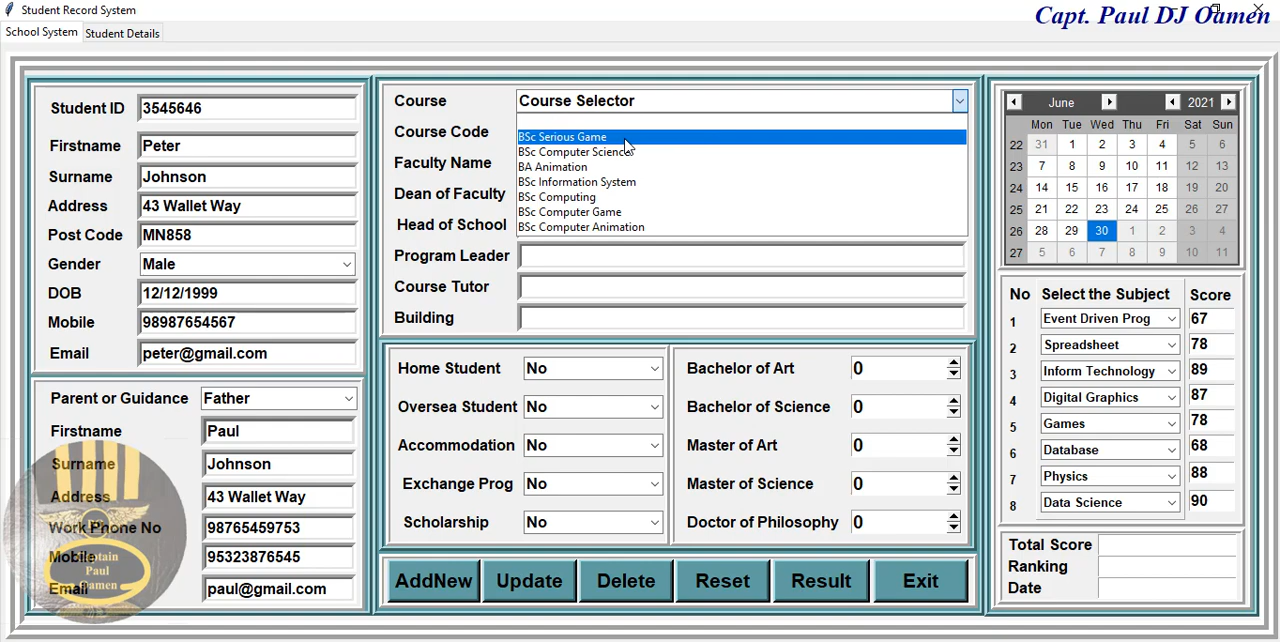 Student Record System
Capt. Paul DJ Oamen
School System
Student Details
Student ID 3545646
Firstname Peter
Surname Johnson
Address 43 Wallet Way
Post Code MN858
Gender Male
DOB 12/12/1999
Mobile 98987654567
Email peter@gmail.com
Parent or Guidance Father
Firstname Paul
Surname Johnson
Address 43 Wallet Way
Work Phone No 98765459753
Mobile 95323876545
Email paul@gmail.com
Captain
Paul
Oamen
Course Course Selector
Course Code
Faculty Name
Dean of Faculty
Head of School
Program Leader
Course Tutor
Building
BSc Serious Game
BSc Computer Science
BA Animation
BSc Information System
BSc Computing
BSc Computer Game
BSc Computer Animation
Home Student No
Oversea Student No
Accommodation No
Exchange Prog No
Scholarship No
Bachelor of Art 0
Bachelor of Science 0
Master of Art 0
Master of Science 0
Doctor of Philosophy 0
AddNew Update Delete Reset Result Exit
June 2021
Mon Tue Wed Thu Fri Sat Sun
22 31 1 2 3 4 5 6
23 7 8 9 10 11 12 13
24 14 15 16 17 18 19 20
25 21 22 23 24 25 26 27
26 28 29 30 1 2 3 4
27 5 6 7 8 9 10 11
No Select the Subject Score
1 Event Driven Prog 67
2 Spreadsheet 78
3 Inform Technology 89
4 Digital Graphics 87
5 Games 78
6 Database 68
7 Physics 88
8 Data Science 90
Total Score
Ranking
Date